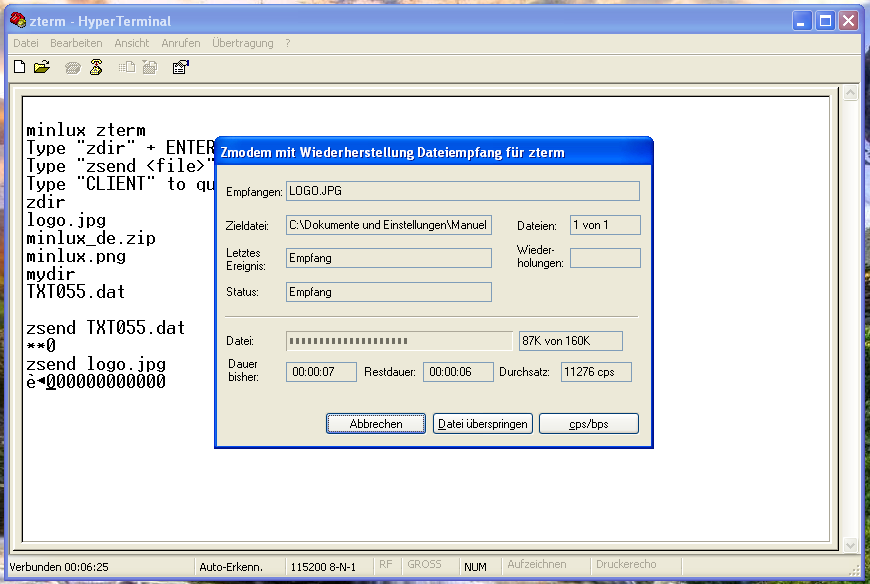 zterm - HyperTerminal
Datei Bearbeiten Ansicht Anrufen Übertragung ?
minlux zterm
Type "zdir" + ENTER
Type "zsend <file>"
Type "CLIENT" to qu
zdir
logo.jpg
minlux_de.zip
minlux.png
mydir
TXT055.dat
zsend TXT055.dat
**0
zsend logo.jpg
è◄000000000000
Zmodem mit Wiederherstellung Dateiempfang für zterm
Empfangen: LOGO.JPG
Zieldatei: C:\Dokumente und Einstellungen\Manuel Dateien: 1 von 1
Letztes Ereignis: Empfang Wieder-holungen:
Status: Empfang
Datei: 87K von 160K
Dauer bisher: 00:00:07 Restdauer: 00:00:06 Durchsatz: 11276 cps
Abbrechen Datei überspringen cps/bps
Verbunden 00:06:25 Auto-Erkenn. 115200 8-N-1 RF GROSS NUM Aufzeichnen Druckerecho